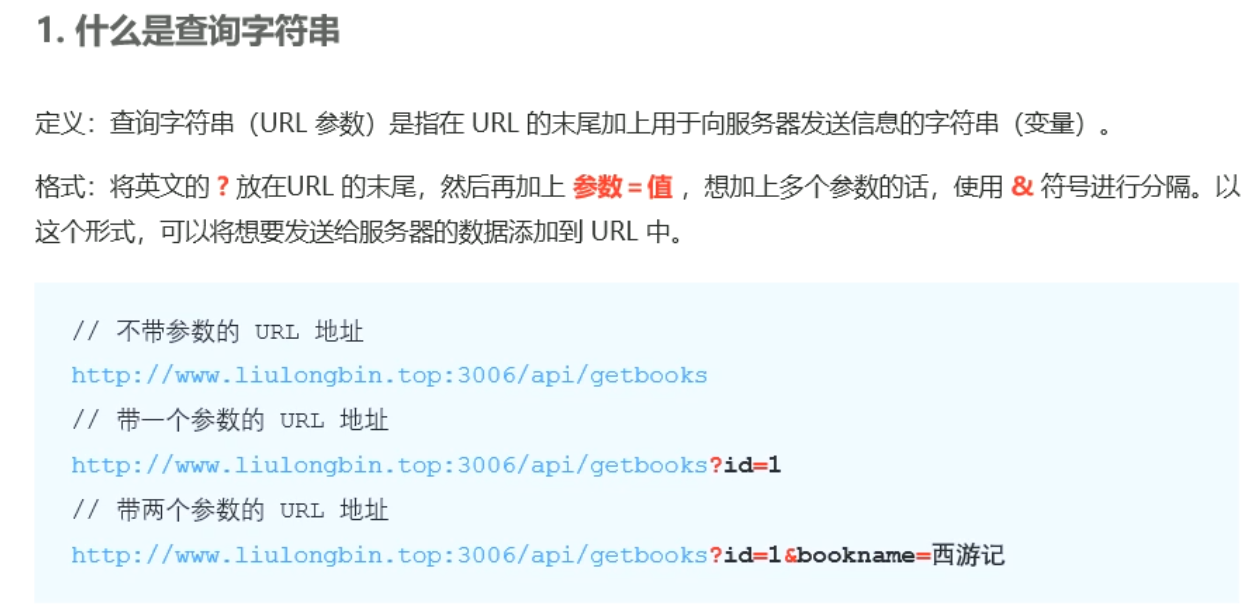 1. 什么是查询字符串
定义：查询字符串（URL 参数）是指在 URL 的末尾加上用于向服务器发送信息的字符串（变量）。
格式：将英文的 ? 放在URL 的末尾，然后再加上 参数＝值 ，想加上多个参数的话，使用 & 符号进行分隔。以
这个形式，可以将想要发送给服务器的数据添加到 URL 中。
// 不带参数的 URL 地址
http://www.liulongbin.top:3006/api/getbooks
// 带一个参数的 URL 地址
http://www.liulongbin.top:3006/api/getbooks?id=1
// 带两个参数的 URL 地址
http://www.liulongbin.top:3006/api/getbooks?id=1&bookname=西游记